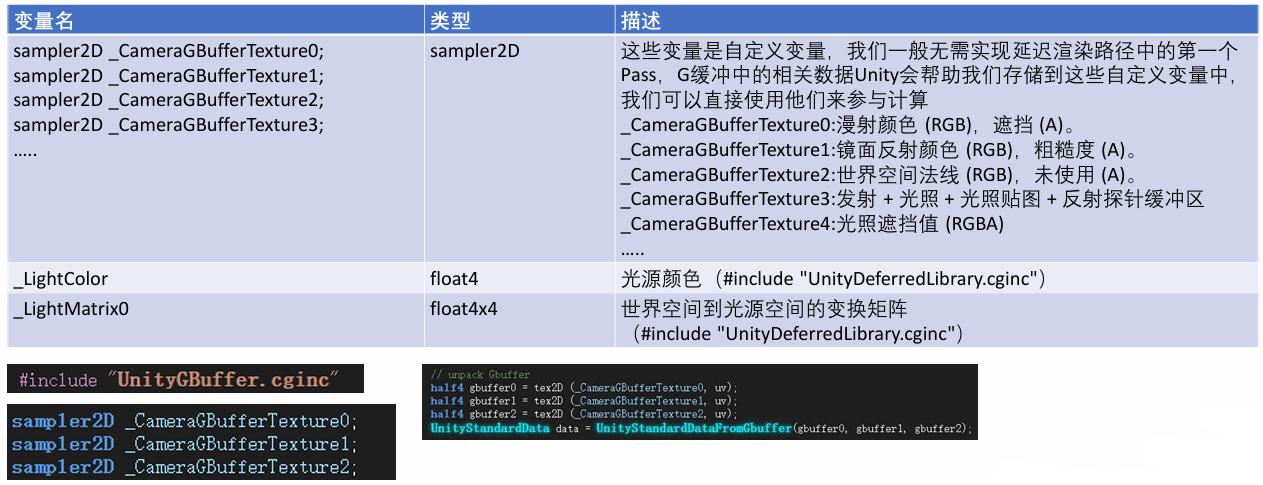 变量名 类型 描述
sampler2D _CameraGBufferTexture0; sampler2D 这些变量是自定义变量，我们一般无需实现延迟渲染路径中的第一个
sampler2D _CameraGBufferTexture1; Pass，G缓冲中的相关数据Unity会帮助我们存储到这些自定义变量中，
sampler2D _CameraGBufferTexture2; 我们可以直接使用他们来参与计算
sampler2D _CameraGBufferTexture3; _CameraGBufferTexture0:漫射颜色 (RGB)，遮挡 (A)。
..... _CameraGBufferTexture1:镜面反射颜色 (RGB)，粗糙度 (A)。
_CameraGBufferTexture2:世界空间法线 (RGB)，未使用 (A)。
_CameraGBufferTexture3:发射 + 光照 + 光照贴图 + 反射探针缓冲区
_CameraGBufferTexture4:光照遮挡值 (RGBA)
.....
_LightColor float4 光源颜色（#include "UnityDeferredLibrary.cginc"）
_LightMatrix0 float4x4 世界空间到光源空间的变换矩阵
（#include "UnityDeferredLibrary.cginc"）
#include "UnityGBuffer.cginc"
sampler2D _CameraGBufferTexture0;
sampler2D _CameraGBufferTexture1;
sampler2D _CameraGBufferTexture2;
// unpack Gbuffer
half4 gbuffer0 = tex2D (_CameraGBufferTexture0, uv);
half4 gbuffer1 = tex2D (_CameraGBufferTexture1, uv);
half4 gbuffer2 = tex2D (_CameraGBufferTexture2, uv);
UnityStandardData data = UnityStandardDataFromGbuffer(gbuffer0, gbuffer1, gbuffer2);